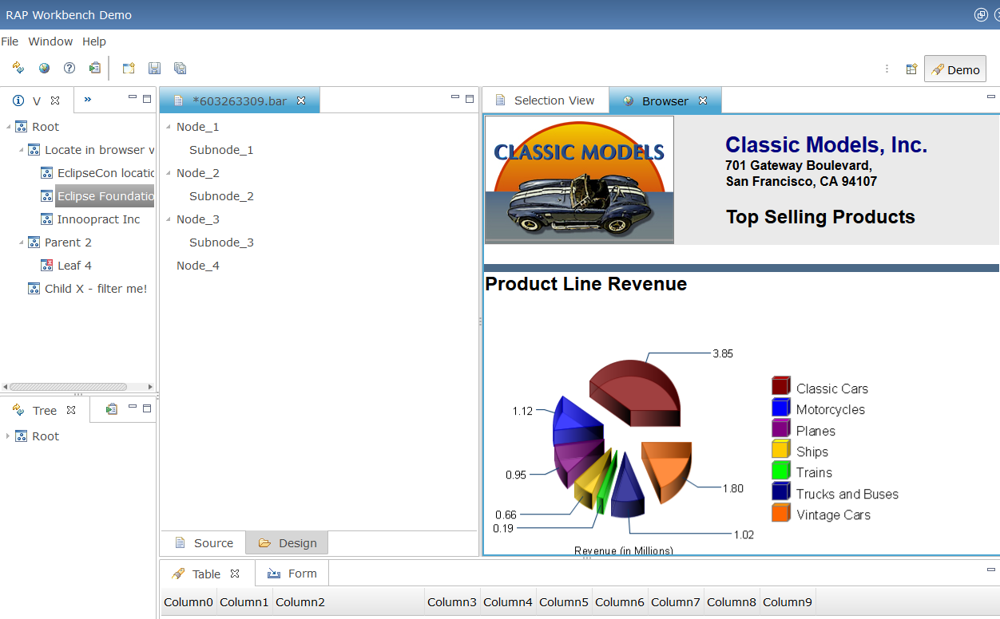 RAP Workbench Demo
File Window Help
Demo
V
»
Root
Locate in browser v
EclipseCon locatic
Eclipse Foundatio
Innoopract Inc
Parent 2
Leaf 4
Child X - filter me!
Tree
Root
*603263309.bar
Node_1
Subnode_1
Node_2
Subnode_2
Node_3
Subnode_3
Node_4
Source Design
Selection View Browser
CLASSIC MODELS
Classic Models, Inc.
701 Gateway Boulevard,
San Francisco, CA 94107
Top Selling Products
Product Line Revenue
3.85
1.12
0.95
0.66
0.19
1.80
1.02
Revenue (in Millions)
Classic Cars
Motorcycles
Planes
Ships
Trains
Trucks and Buses
Vintage Cars
Table Form
Column0 Column1 Column2 Column3 Column4 Column5 Column6 Column7 Column8 Column9